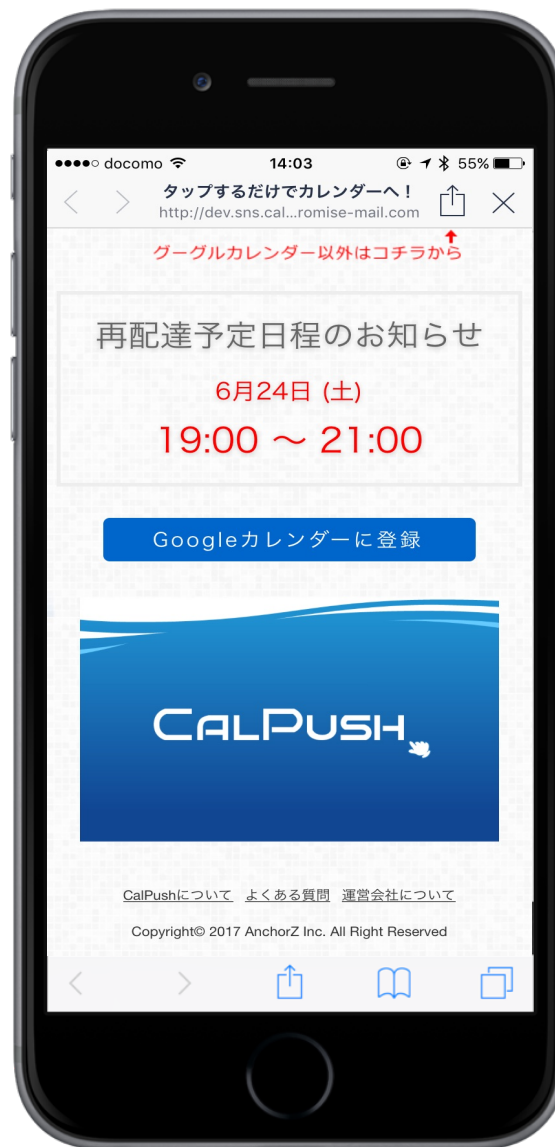 docomo 14:03 55%
タップするだけでカレンダーへ！
http://dev.sns.cal...romise-mail.com
グーグルカレンダー以外はコチラから
再配達予定日程のお知らせ
6月24日 (土)
19:00 ～ 21:00
Googleカレンダーに登録
CALPUSH
CalPushについて よくある質問 運営会社について
Copyright© 2017 AnchorZ Inc. All Right Reserved